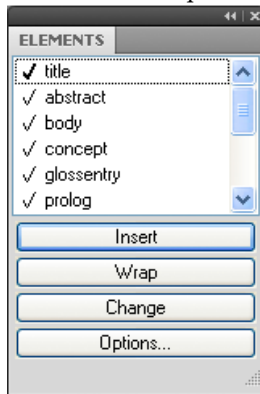 ELEMENTS
title
abstract
body
concept
glossentry
prolog
Insert
Wrap
Change
Options...